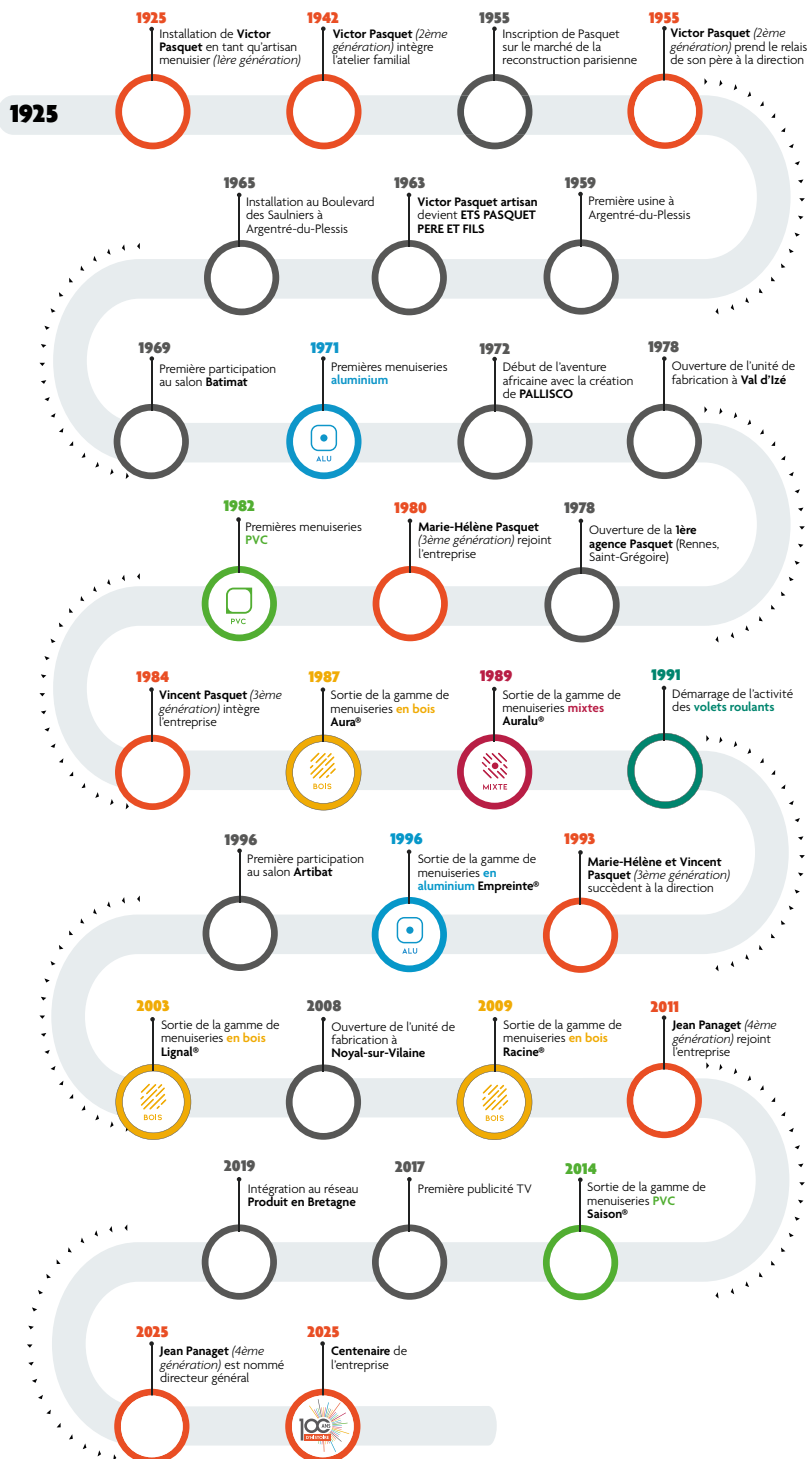 1925
Installation de Victor
Pasquet en tant qu'artisan
menuisier (1ère génération)
1942
Victor Pasquet (2ème
génération) intègre
l'atelier familial
1955
Inscription de Pasquet
sur le marché de la
reconstruction parisienne
1955
Victor Pasquet (2ème
génération) prend le relais
de son père à la direction
1925
1959
Première usine à
Argentré-du-Plessis
1963
Victor Pasquet artisan
devient ETS PASQUET
PERE ET FILS
1965
Installation au Boulevard
des Saulniers à
Argentré-du-Plessis
1969
Première participation
au salon Batimat
1971
Premières menuiseries
aluminium
ALU
1972
Début de l'aventure
africaine avec la création
de PALLISCO
1978
Ouverture de l'unité de
fabrication à Val d'Izé
1978
Ouverture de la 1ère
agence Pasquet (Rennes,
Saint-Grégoire)
1980
Marie-Hélène Pasquet
(3ème génération) rejoint
l'entreprise
1982
Premières menuiseries
PVC
PVC
1984
Vincent Pasquet (3ème
génération) intègre
l'entreprise
1987
Sortie de la gamme de
menuiseries en bois
Aura®
BOIS
1989
Sortie de la gamme de
menuiseries mixtes
Auralu®
MIXTE
1991
Démarrage de l'activité
des volets roulants
1993
Marie-Hélène et Vincent
Pasquet (3ème génération)
succèdent à la direction
1996
Sortie de la gamme de
menuiseries en
aluminium Empreinte®
ALU
1996
Première participation
au salon Artibat
2003
Sortie de la gamme de
menuiseries en bois
Lignal®
BOIS
2008
Ouverture de l'unité de
fabrication à
Noyal-sur-Vilaine
2009
Sortie de la gamme de
menuiseries en bois
Racine®
BOIS
2011
Jean Panaget (4ème
génération) rejoint
l'entreprise
2014
Sortie de la gamme de
menuiseries PVC
Saison®
2017
Première publicité TV
2019
Intégration au réseau
Produit en Bretagne
2025
Jean Panaget (4ème
génération) est nommé
directeur général
2025
Centenaire de
l'entreprise
100 ANS
D'HISTOIRE